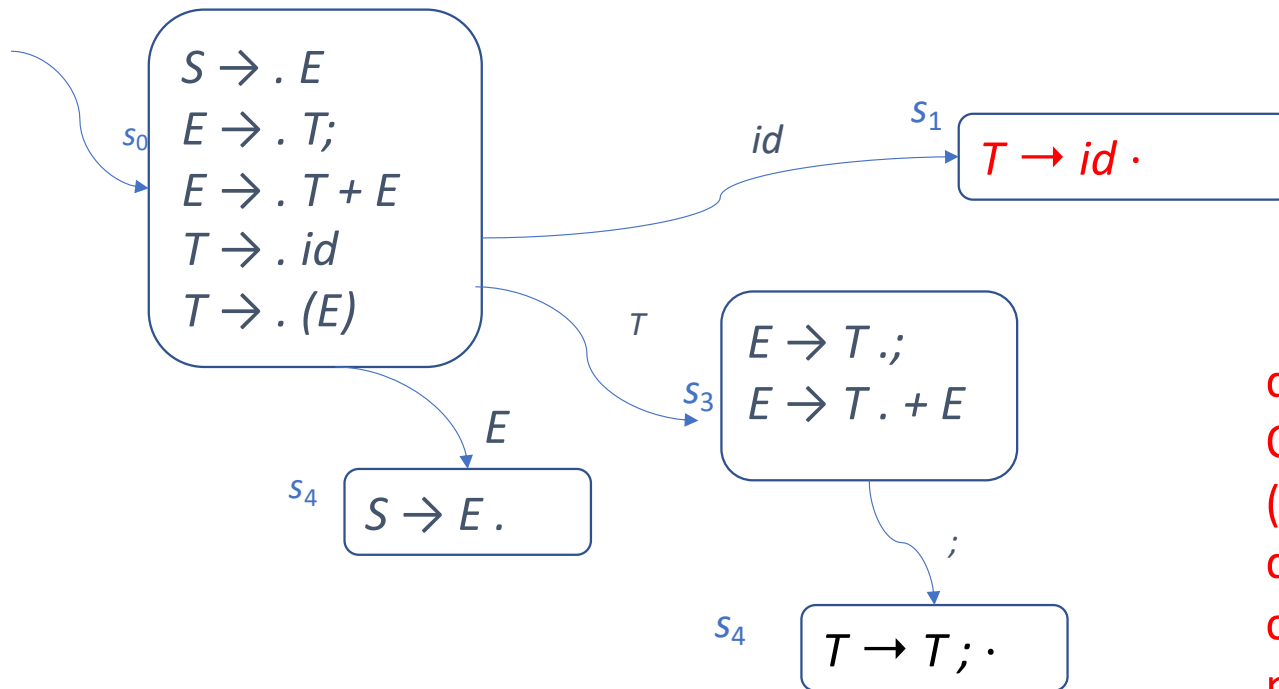 S → . E
s0
E → . T;
E → . T + E
T → . id
T → . (E)
id
s1
T → id ·
T
s3
E → T .;
E → T . + E
E
s4
S → E .
;
s4
T → T ; ·
(